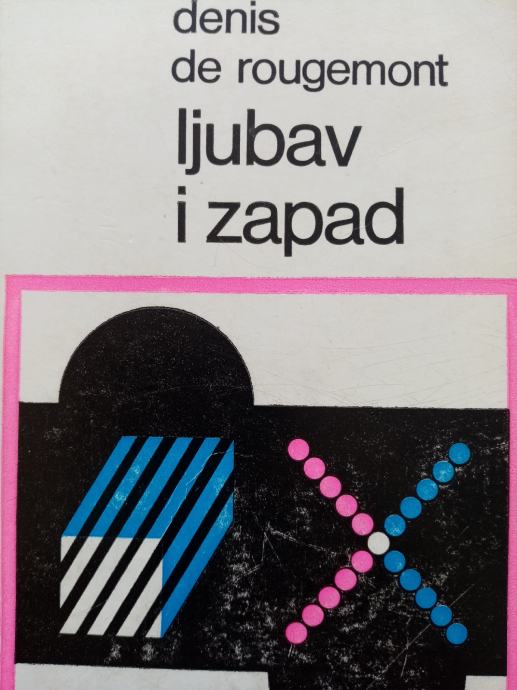 denis
de rougemont
ljubav
i zapad